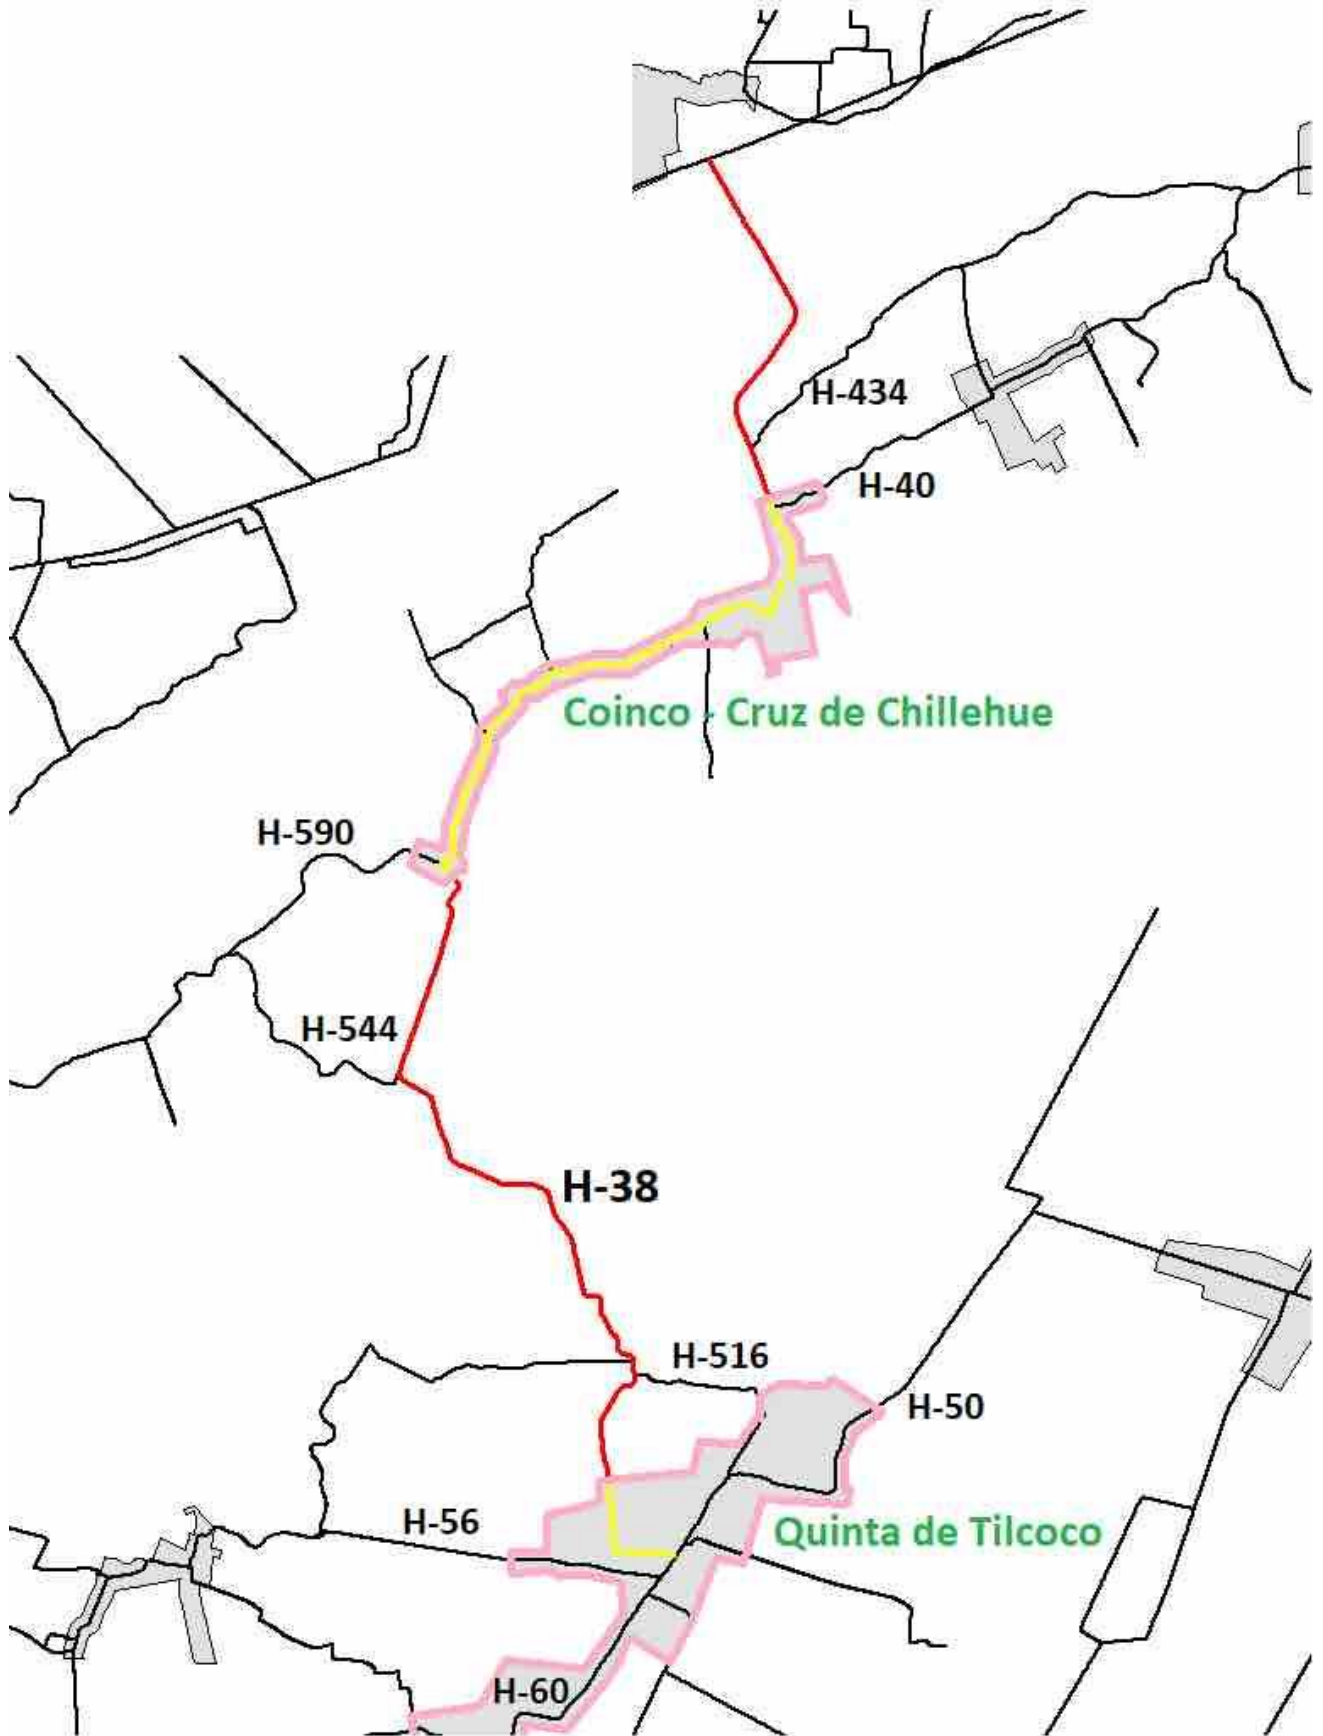 H-434
H-40
Coinco - Cruz de Chillehue
H-590
H-544
H-38
H-516
H-50
H-56
Quinta de Tilcoco
H-60